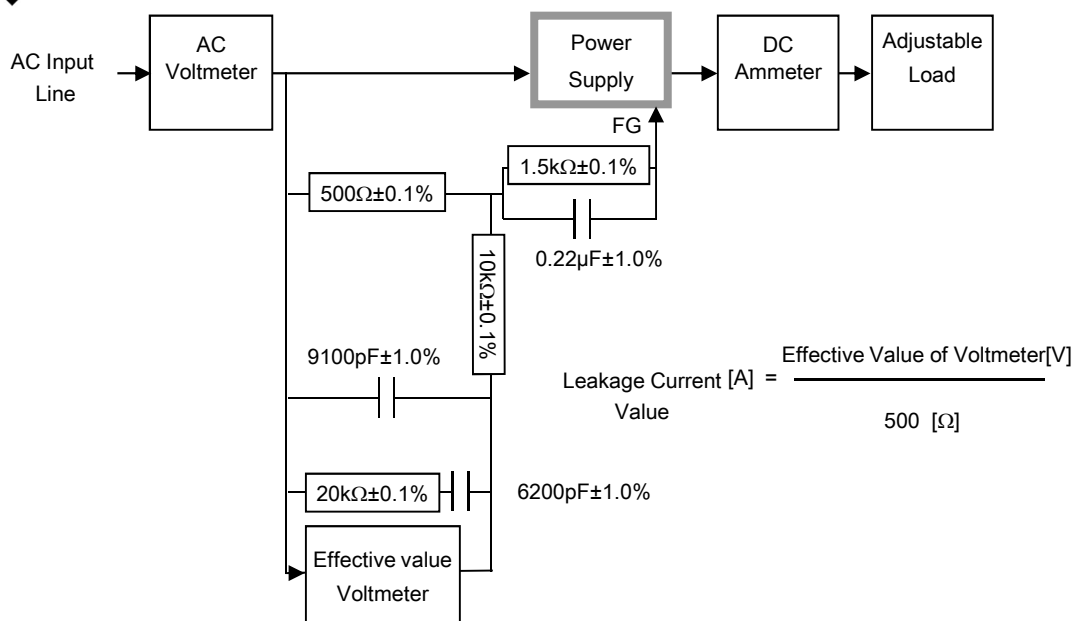 AC Input
Line
AC
Voltmeter
Power
Supply
DC
Ammeter
Adjustable
Load
FG
1.5kΩ±0.1%
500Ω±0.1%
0.22µF±1.0%
10kΩ±0.1%
9100pF±1.0%
Leakage Current [A] =
Value
Effective Value of Voltmeter[V]
500 [Ω]
20kΩ±0.1%
6200pF±1.0%
Effective value
Voltmeter